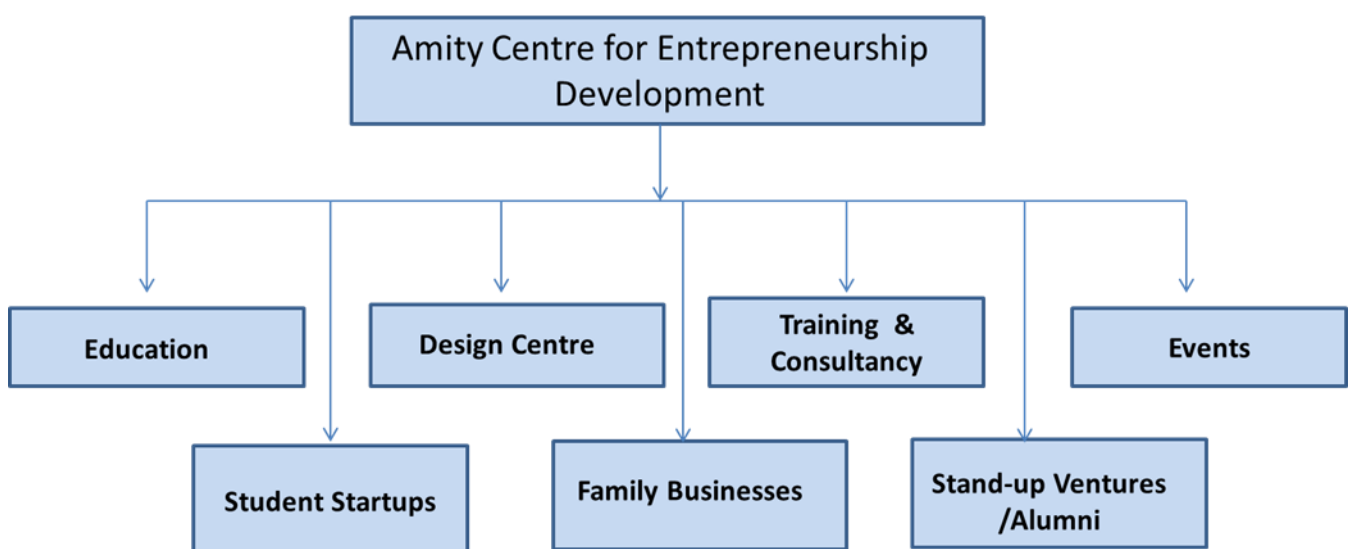 Amity Centre for Entrepreneurship
Development
Education
Design Centre
Training &
Consultancy
Events
Student Startups
Family Businesses
Stand-up Ventures
/Alumni